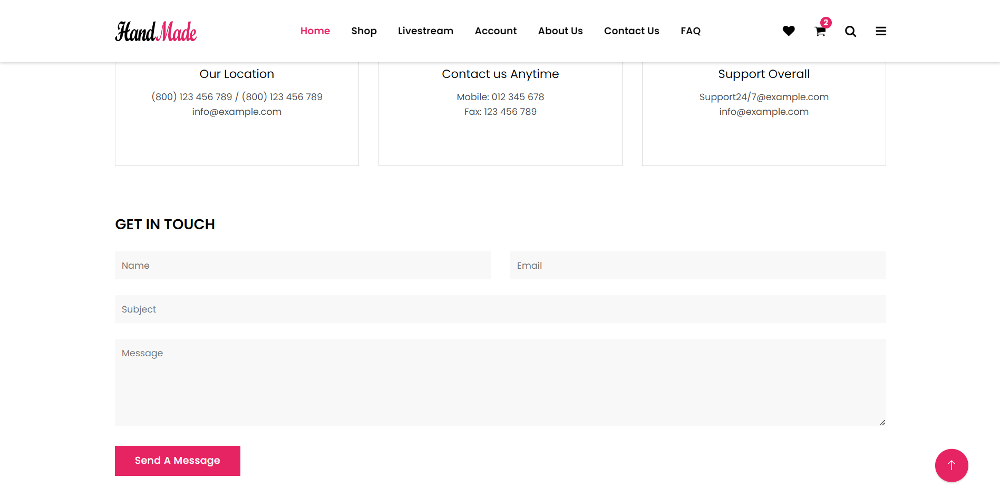 HandMade
Home Shop Livestream Account About Us Contact Us FAQ
2
Our Location
(800) 123 456 789 / (800) 123 456 789
info@example.com
Contact us Anytime
Mobile: 012 345 678
Fax: 123 456 789
Support Overall
Support24/7@example.com
info@example.com
GET IN TOUCH
Name
Email
Subject
Message
Send A Message